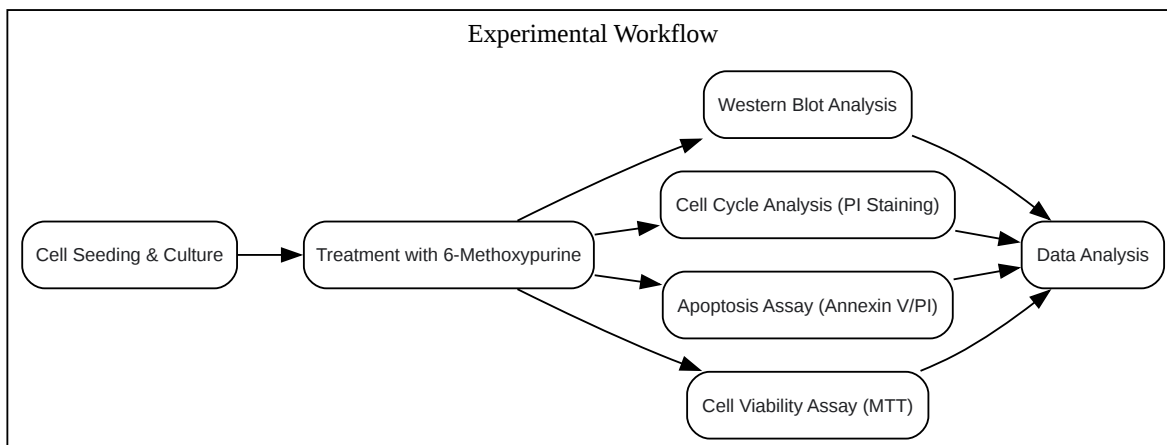 Experimental Workflow
Western Blot Analysis
Cell Cycle Analysis (PI Staining)
Cell Seeding & Culture
Treatment with 6-Methoxypurine
Data Analysis
Apoptosis Assay (Annexin V/PI)
Cell Viability Assay (MTT)